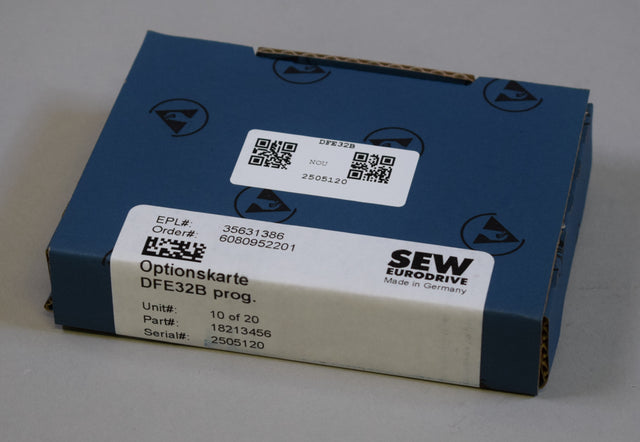 DFE32B
NOU
2505120
EPL#: 35631386
Order#: 6080952201
SEW
EURODRIVE
Made in Germany
Optionskarte
DFE32B prog.
Unit#: 10 of 20
Part#: 18213456
Serial#: 2505120